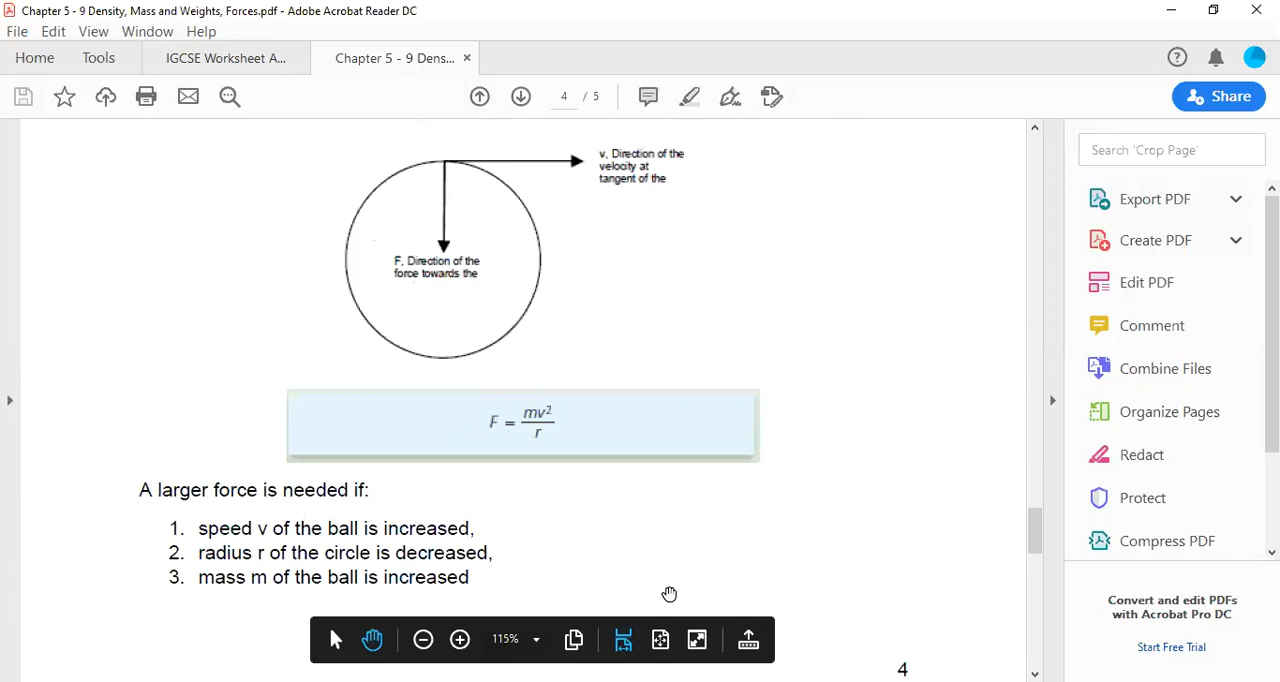 Chapter 5 - 9 Density, Mass and Weights, Forces.pdf - Adobe Acrobat Reader DC
File Edit View Window Help
Home Tools IGCSE Worksheet A... Chapter 5 - 9 Dens... ×
4 / 5
Share
v, Direction of the
velocity at
tangent of the
F, Direction of the
force towards the
F = mv²/r
A larger force is needed if:
1. speed v of the ball is increased,
2. radius r of the circle is decreased,
3. mass m of the ball is increased
115%
4
Search 'Crop Page'
Export PDF
Create PDF
Edit PDF
Comment
Combine Files
Organize Pages
Redact
Protect
Compress PDF
Convert and edit PDFs
with Acrobat Pro DC
Start Free Trial